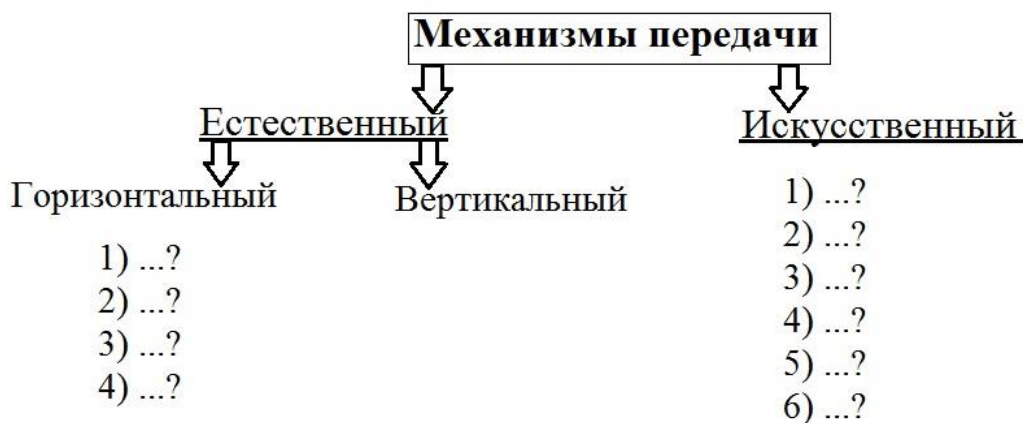 Механизмы передачи
Естественный
Искусственный
Горизонтальный
Вертикальный
1) ...?
2) ...?
3) ...?
4) ...?
1) ...?
2) ...?
3) ...?
4) ...?
5) ...?
6) ...?